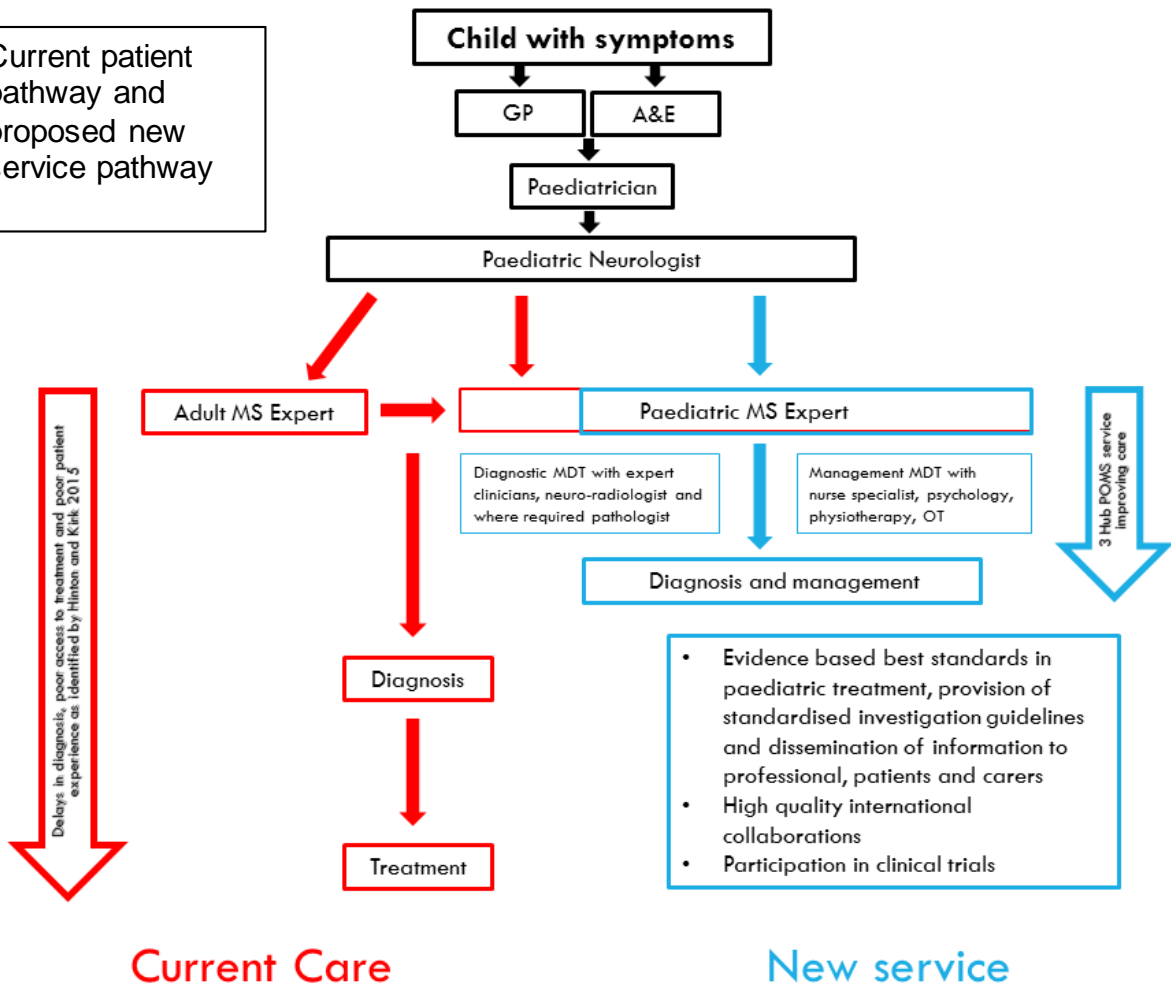 Current patient
pathway and
proposed new
service pathway
Child with symptoms
GP
A&E
Paediatrician
Paediatric Neurologist
Adult MS Expert
Paediatric MS Expert
Diagnostic MDT with expert
clinicians, neuro-radiologist and
where required pathologist
Management MDT with
nurse specialist, psychology,
physiotherapy, OT
Diagnosis and management
Delays in diagnosis, poor access to treatment and poor patient
experience as identified by Hinton and Kirk 2015
3 Hub POMS service
improving care
Diagnosis
Treatment
• Evidence based best standards in
paediatric treatment, provision of
standardised investigation guidelines
and dissemination of information to
professional, patients and carers
• High quality international
collaborations
• Participation in clinical trials
Current Care
New service